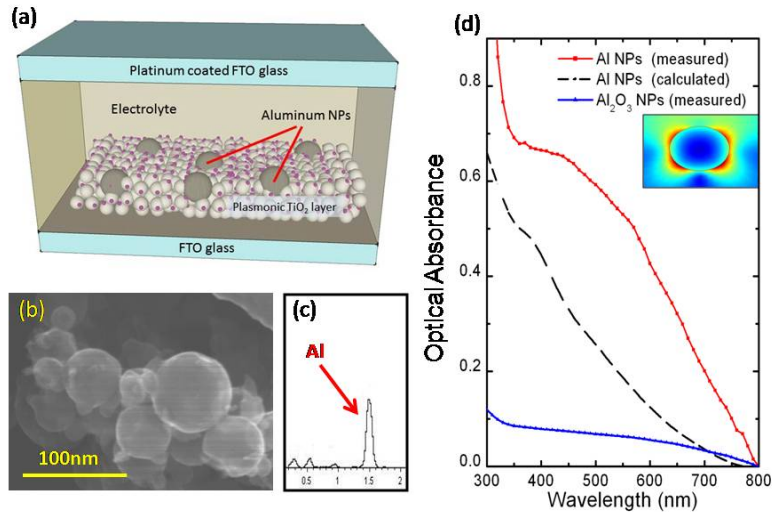 (a)
Platinum coated FTO glass
Electrolyte
Aluminum NPs
Plasmonic TiO₂ layer
FTO glass
(b)
100nm
(c)
Al
0.5 1 1.5 2
(d)
Al NPs (measured)
Al NPs (calculated)
Al₂O₃ NPs (measured)
Optical Absorbance
0.8
0.6
0.4
0.2
0.0
300 400 500 600 700 800
Wavelength (nm)